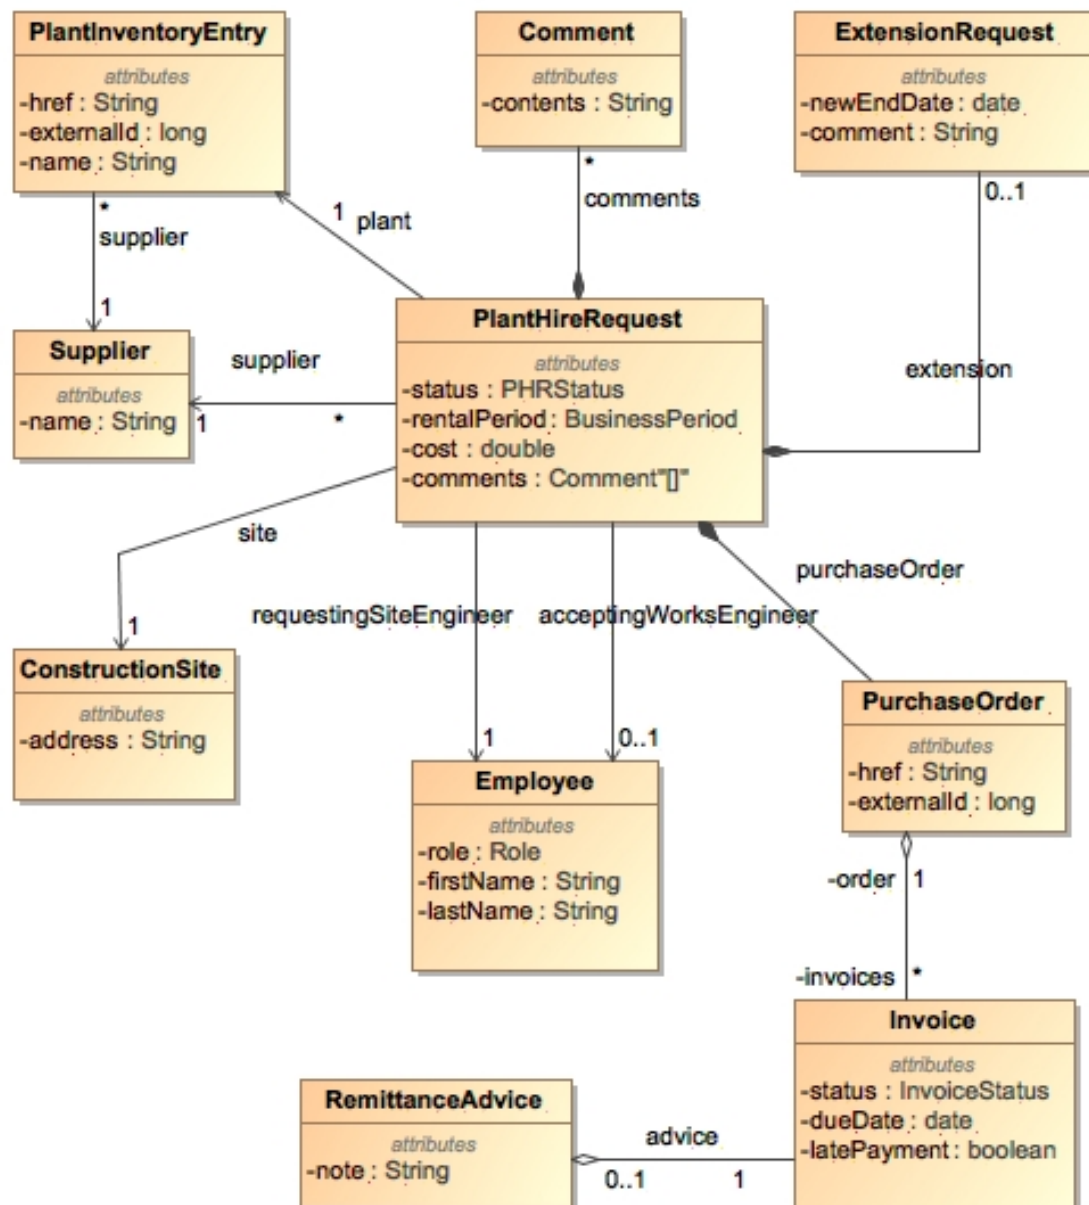 PlantInventoryEntry
attributes
-href : String
-externalId : long
-name : String
Comment
attributes
-contents : String
ExtensionRequest
attributes
-newEndDate : date
-comment : String
*
supplier
1
1 plant
*
comments
0..1
extension
Supplier
attributes
-name : String
supplier
1
*
PlantHireRequest
attributes
-status : PHRStatus
-rentalPeriod : BusinessPeriod
-cost : double
-comments : Comment"[]"
site
1
requestingSiteEngineer
1
acceptingWorksEngineer
0..1
purchaseOrder
ConstructionSite
attributes
-address : String
Employee
attributes
-role : Role
-firstName : String
-lastName : String
PurchaseOrder
attributes
-href : String
-externalId : long
-order 1
-invoices *
Invoice
attributes
-status : InvoiceStatus
-dueDate : date
-latePayment : boolean
RemittanceAdvice
attributes
-note : String
advice
0..1 1